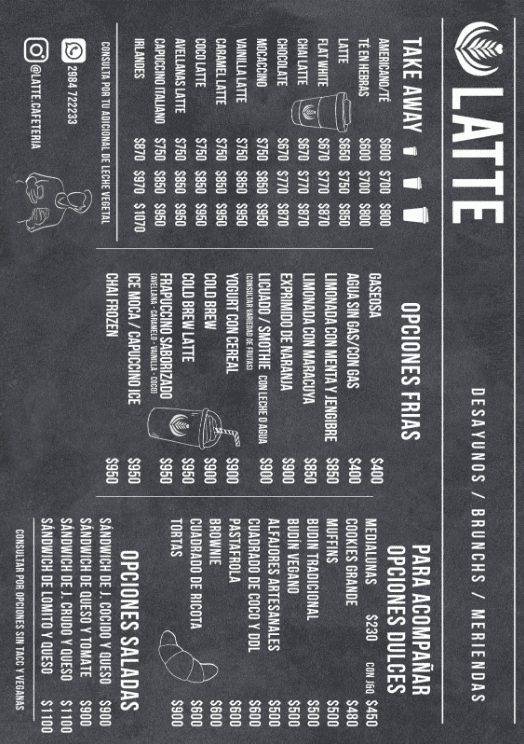 LATTE
DESAYUNOS / BRUNCHS / MERIENDAS
TAKE AWAY
AMERICANO/TÉ $600 $700 $800
TÉ EN HEBRAS $600 $700 $800
LATTE $650 $750 $850
FLAT WHITE $670 $770
CHAI LATTE $670 $770 $870
CHOCOLATE $670 $770 $870
MOCACCINO $750 $850 $950
VAINILLA LATTE $750 $850 $950
CARAMEL LATTE $750 $850 $950
COCO LATTE $750 $850 $950
AVELLANAS LATTE $750 $850 $950
CAPUCCINO ITALIANO $750 $850 $950
IRLANDES $870 $970 $1070
CONSULTA POR TU ADICIONAL DE LECHE VEGETAL
2984 722233
@LATTE.CAFETERIA
OPCIONES FRIAS
GASEOSA $400
AGUA SIN GAS/CON GAS $400
LIMONADA CON MENTA Y JENGIBRE $850
LIMONADA CON MARACUYA $850
EXPRIMIDO DE NARANJA $900
LICUADO / SMOTHIE CON LECHE O AGUA $900
(CONSULTAR VARIEDAD DE FRUTAS)
YOGURT CON CEREAL $900
COLD BREW $900
COLD BREW LATTE $950
FRAPUCCINO SABORIZADO $950
(AVELLANA - CARAMELO - VAINILLA - COCO)
ICE MOCA / CAPUCCINO ICE $950
CHAI FROZEN $950
PARA ACOMPAÑAR
OPCIONES DULCES
MEDIALUNAS $230 CON JyQ $450
COOKIES GRANDE $480
MUFFINS $500
BUDIN TRADICIONAL $500
BUDÍN VEGANO $500
ALFAJORES ARTESANALES $500
CUADRADO DE COCO Y DDL $600
PASTAFROLA $600
BROWNIE $600
CUADRADO DE RICOTA $600
TORTAS $900
OPCIONES SALADAS
SÁNDWICH DE J. COCIDO Y QUESO $900
SÁNDWICH DE QUESO Y TOMATE $900
SÁNDWICH DE J. CRUDO Y QUESO $1100
SÁNDWICH DE LOMITO Y QUESO $1100
CONSULTAR POR OPCIONES SIN TACC Y VEGANAS